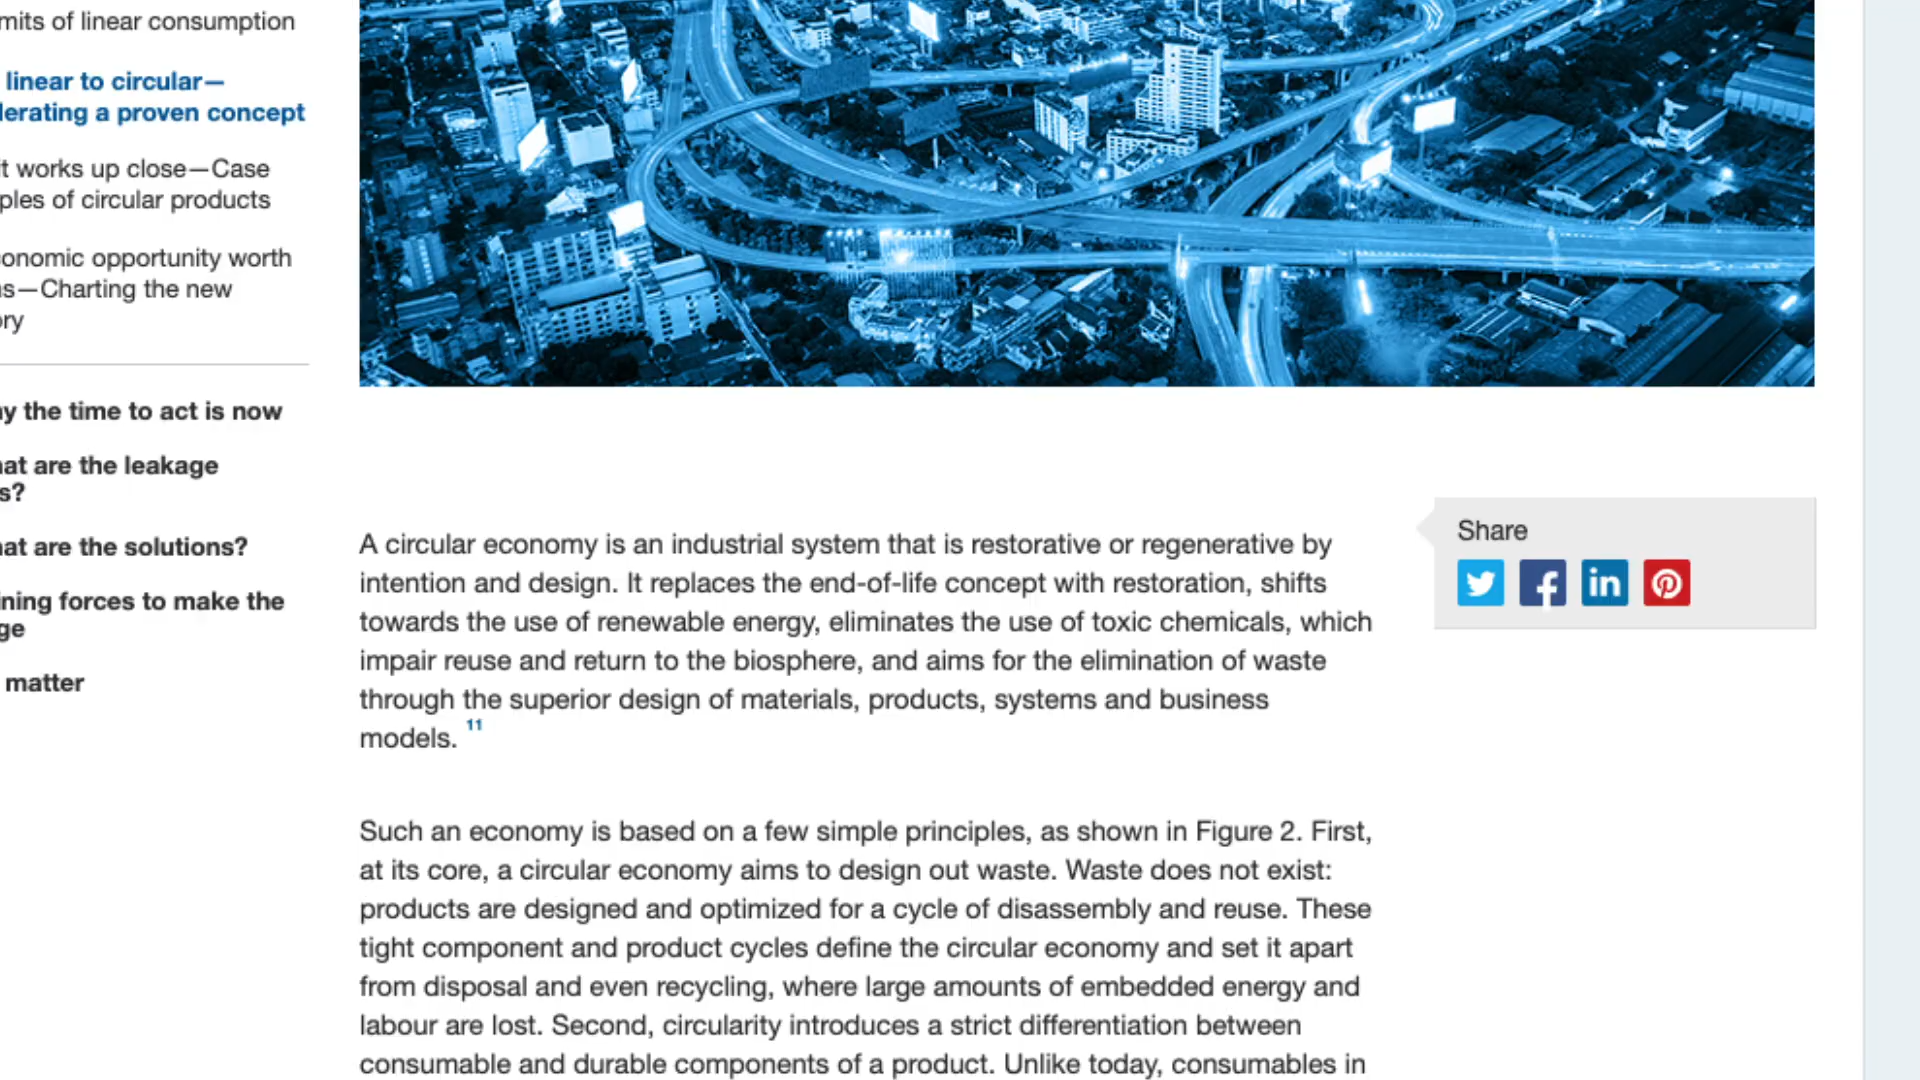 mits of linear consumption
linear to circular—
lerating a proven concept
it works up close—Case
ples of circular products
onomic opportunity worth
ns—Charting the new
ory
ay the time to act is now
hat are the leakage
s?
hat are the solutions?
ining forces to make the
ge
matter
A circular economy is an industrial system that is restorative or regenerative by
intention and design. It replaces the end-of-life concept with restoration, shifts
towards the use of renewable energy, eliminates the use of toxic chemicals, which
impair reuse and return to the biosphere, and aims for the elimination of waste
through the superior design of materials, products, systems and business
models. 11
Such an economy is based on a few simple principles, as shown in Figure 2. First,
at its core, a circular economy aims to design out waste. Waste does not exist:
products are designed and optimized for a cycle of disassembly and reuse. These
tight component and product cycles define the circular economy and set it apart
from disposal and even recycling, where large amounts of embedded energy and
labour are lost. Second, circularity introduces a strict differentiation between
consumable and durable components of a product. Unlike today, consumables in
Share